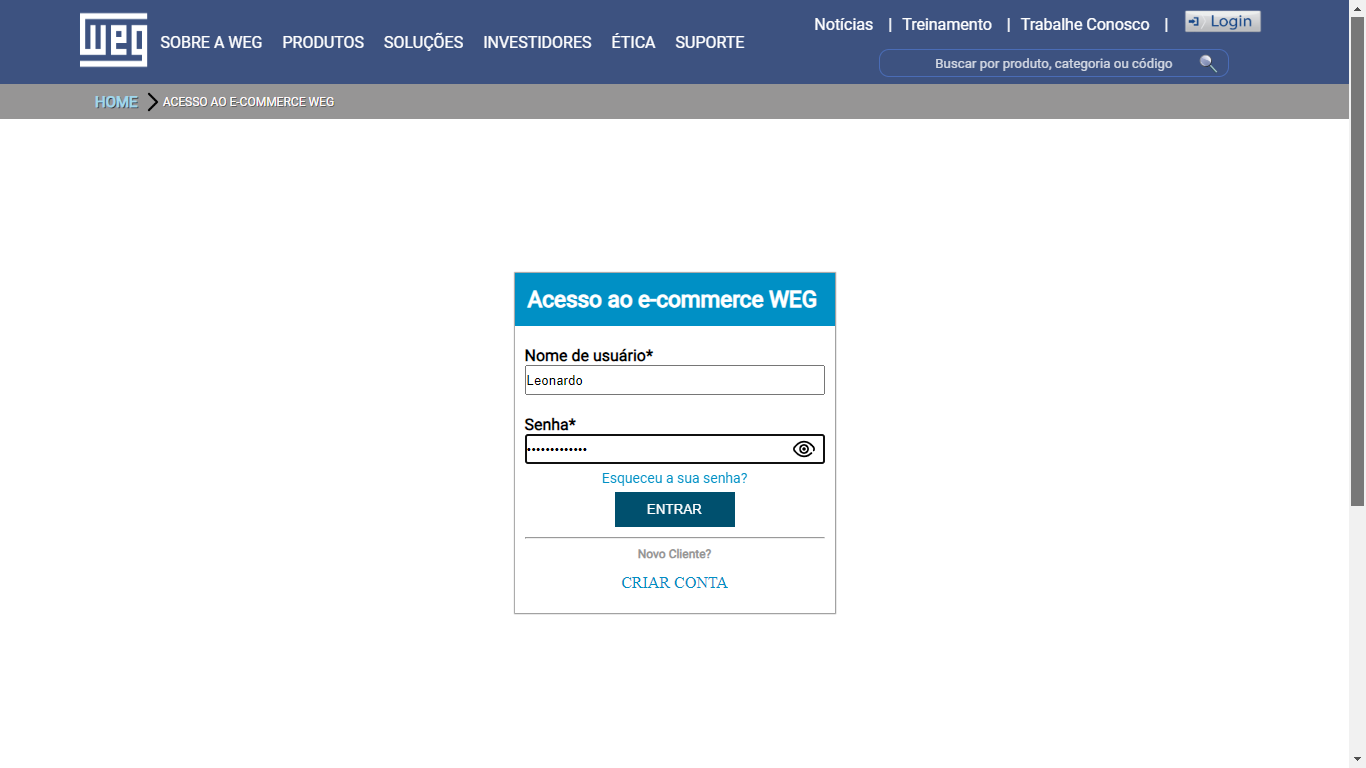 weg
SOBRE A WEG PRODUTOS SOLUÇÕES INVESTIDORES ÉTICA SUPORTE
Notícias | Treinamento | Trabalhe Conosco | Login
Buscar por produto, categoria ou código
HOME ACESSO AO E-COMMERCE WEG
Acesso ao e-commerce WEG
Nome de usuário*
Leonardo
Senha*
•••••••••••••
Esqueceu a sua senha?
ENTRAR
Novo Cliente?
CRIAR CONTA